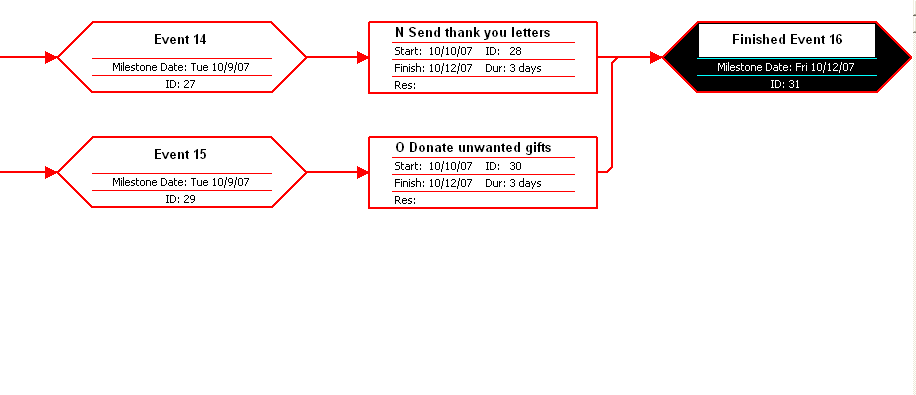 Event 14
Milestone Date: Tue 10/9/07
ID: 27
N Send thank you letters
Start: 10/10/07 ID: 28
Finish: 10/12/07 Dur: 3 days
Res:
Finished Event 16
Milestone Date: Fri 10/12/07
ID: 31
Event 15
Milestone Date: Tue 10/9/07
ID: 29
O Donate unwanted gifts
Start: 10/10/07 ID: 30
Finish: 10/12/07 Dur: 3 days
Res: